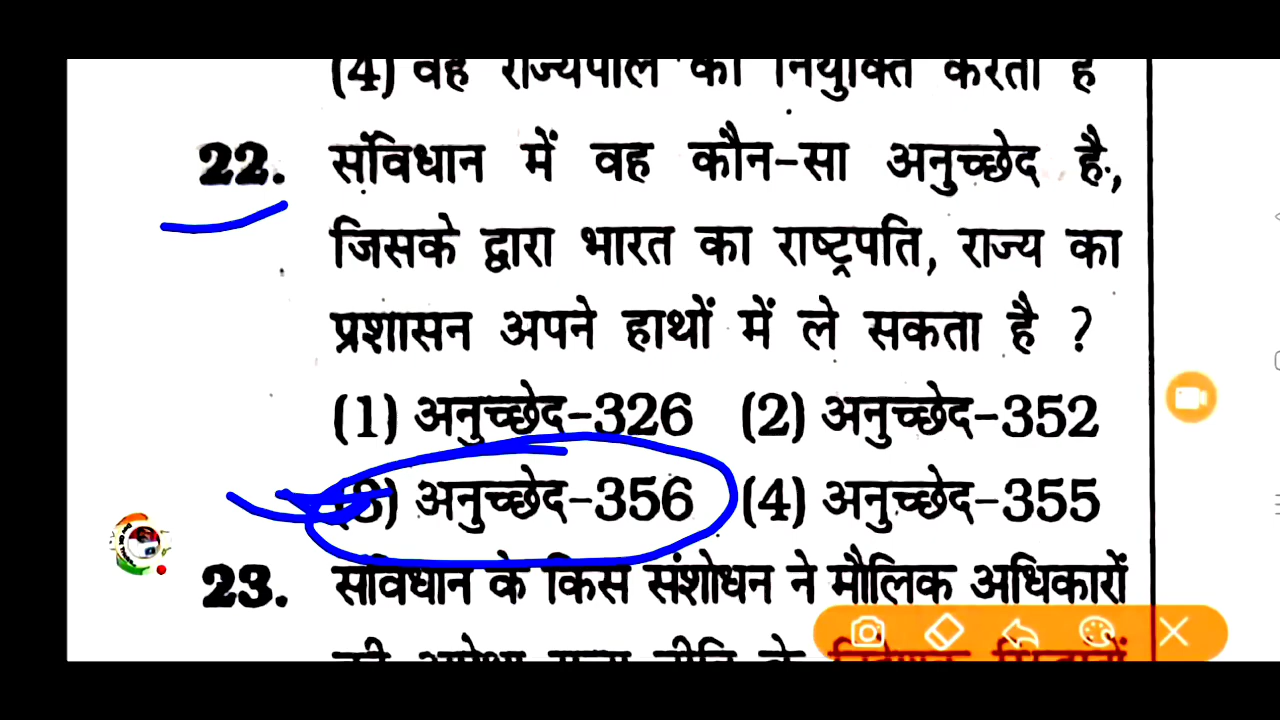 (4) वह राज्यपाल की नियुक्ति करता है
22. संविधान में वह कौन-सा अनुच्छेद है,
जिसके द्वारा भारत का राष्ट्रपति, राज्य का
प्रशासन अपने हाथों में ले सकता है ?
(1) अनुच्छेद-326 (2) अनुच्छेद-352
(3) अनुच्छेद-356 (4) अनुच्छेद-355
23. संविधान के किस संशोधन ने मौलिक अधिकारों